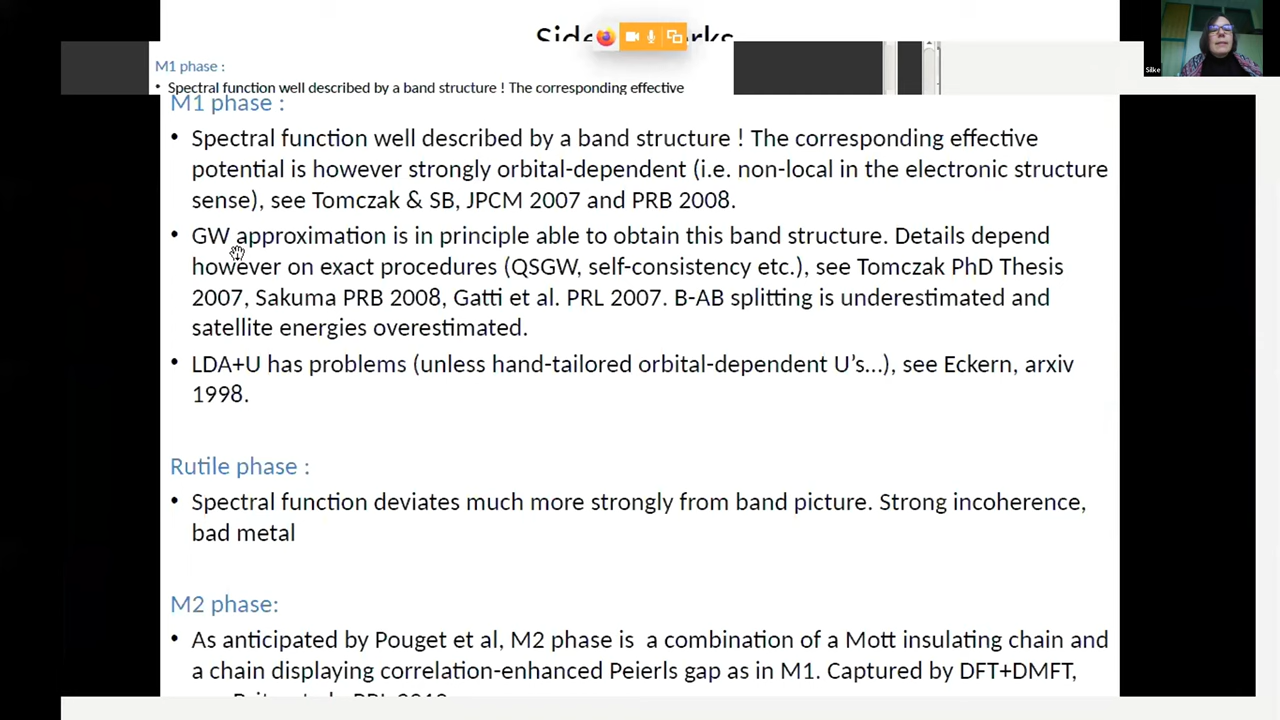 Silke
M1 phase :
• Spectral function well described by a band structure ! The corresponding effective
M1 phase :
• Spectral function well described by a band structure ! The corresponding effective
potential is however strongly orbital-dependent (i.e. non-local in the electronic structure
sense), see Tomczak & SB, JPCM 2007 and PRB 2008.
• GW approximation is in principle able to obtain this band structure. Details depend
however on exact procedures (QSGW, self-consistency etc.), see Tomczak PhD Thesis
2007, Sakuma PRB 2008, Gatti et al. PRL 2007. B-AB splitting is underestimated and
satellite energies overestimated.
• LDA+U has problems (unless hand-tailored orbital-dependent U’s…), see Eckern, arxiv
1998.
Rutile phase :
• Spectral function deviates much more strongly from band picture. Strong incoherence,
bad metal
M2 phase:
• As anticipated by Pouget et al, M2 phase is a combination of a Mott insulating chain and
a chain displaying correlation-enhanced Peierls gap as in M1. Captured by DFT+DMFT,